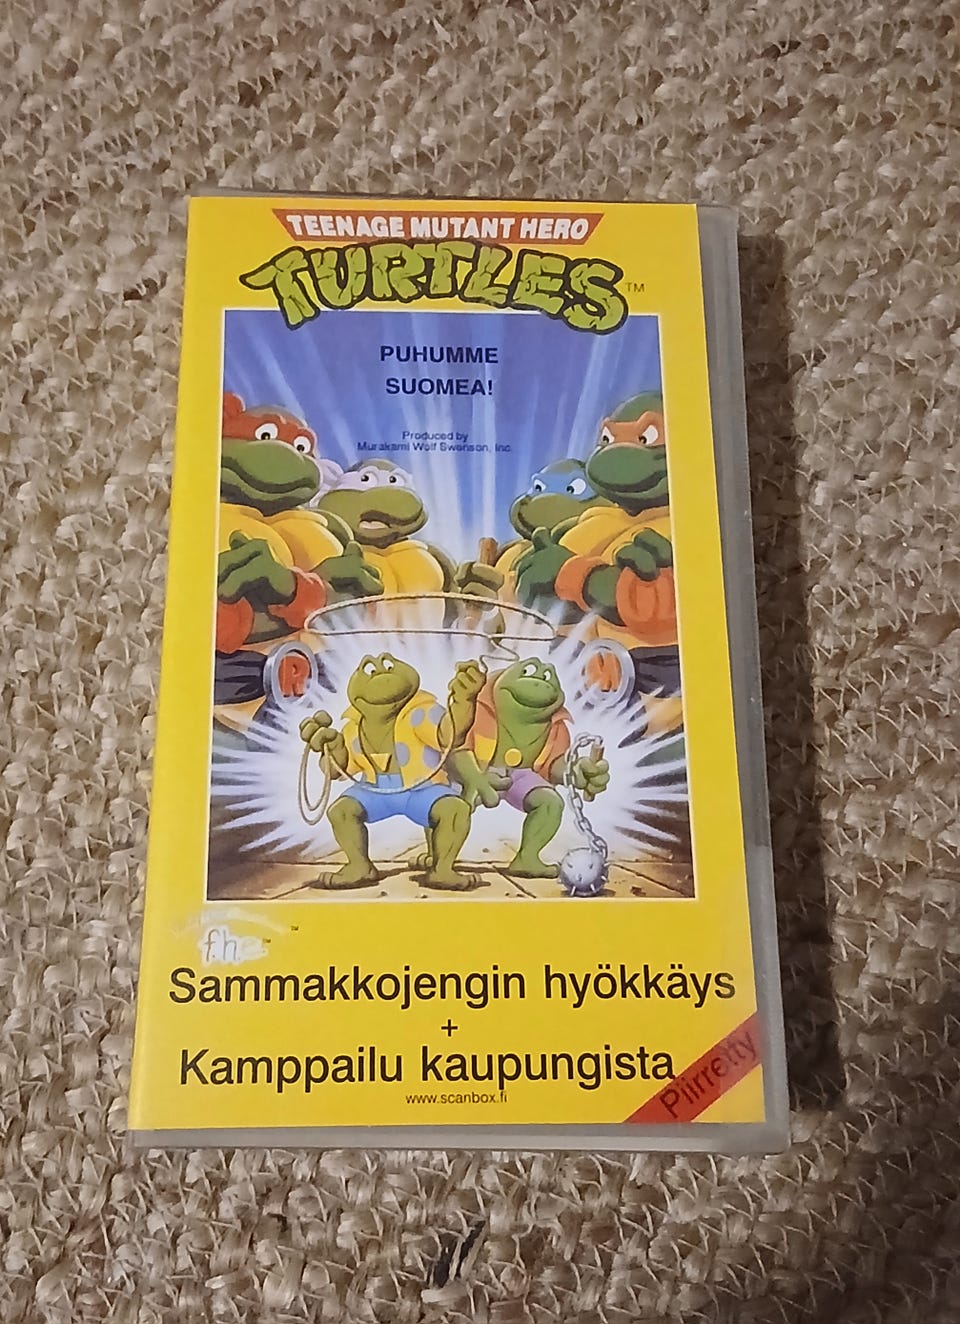 TEENAGE MUTANT HERO
TURTLES™
PUHUMME
SUOMEA!
Produced by
Murakami Wolf Swenson, Inc.
R
M
f.h.e.™
Sammakkojengin hyökkäys
+
Kamppailu kaupungista
www.scanbox.fi
Piirretty